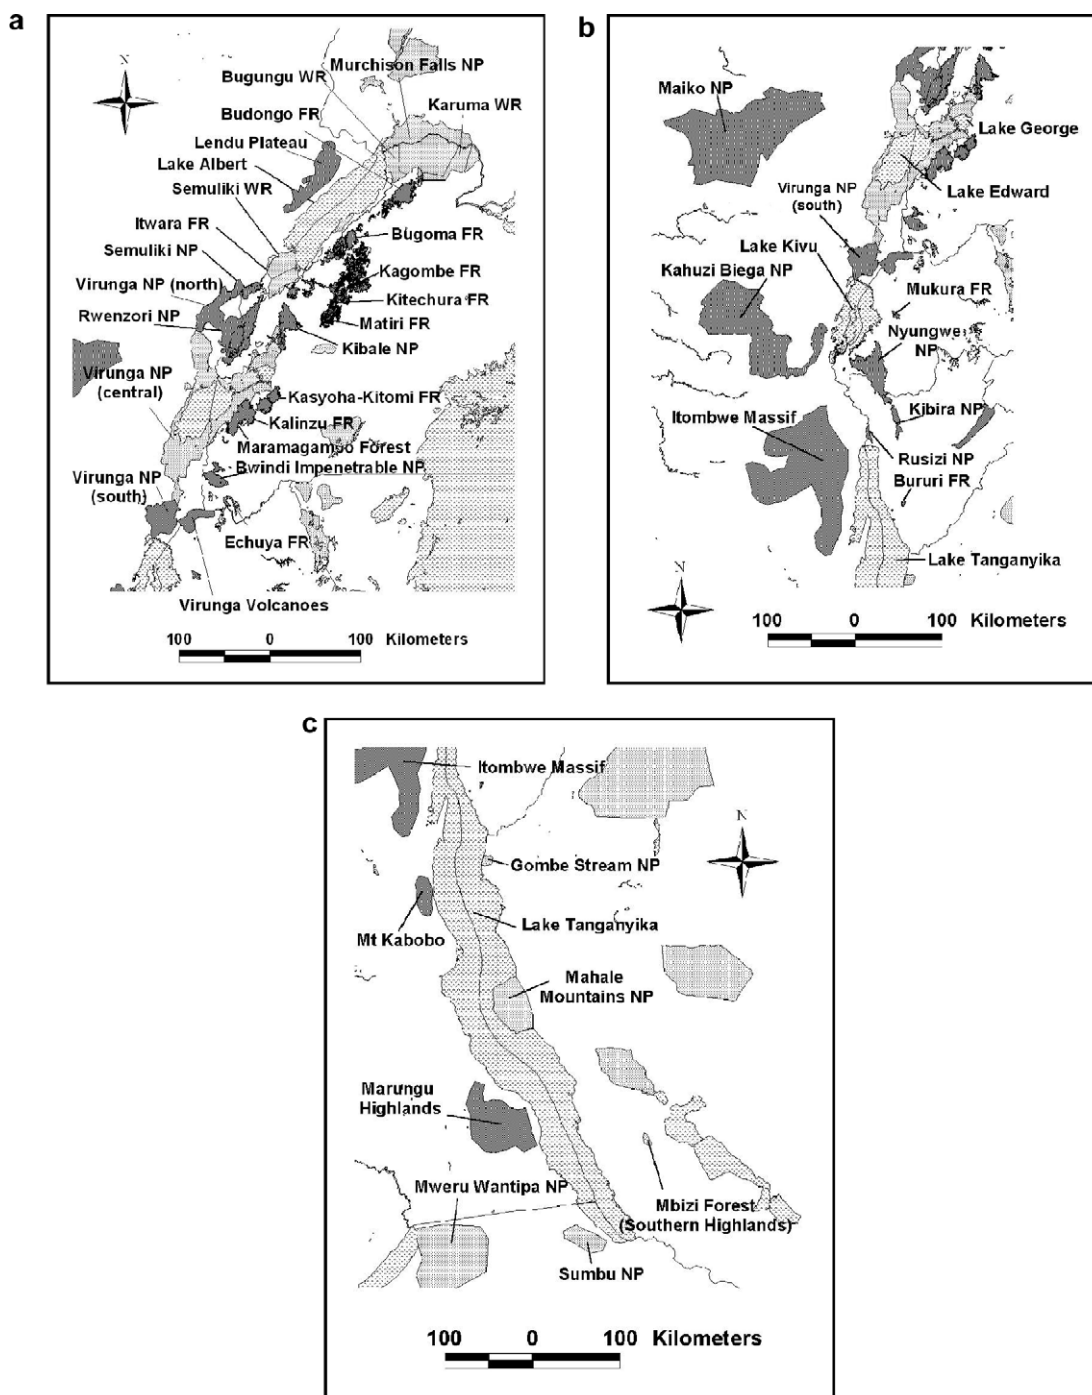 a
N
Murchison Falls NP
Bugungu WR
Karuma WR
Budongo FR
Lendu Plateau
Lake Albert
Semuliki WR
Itwara FR
Bugoma FR
Semuliki NP
Kagombe FR
Virunga NP (north)
Kitechura FR
Rwenzori NP
Matiri FR
Kibale NP
Virunga NP
(central)
Kasyoha-Kitomi FR
Kalinzu FR
Maramagambo Forest
Bwindi Impenetrable NP
Virunga NP
(south)
Echuya FR
Virunga Volcanoes
100 0 100 Kilometers
b
Maiko NP
Lake George
Lake Edward
Virunga NP
(south)
Lake Kivu
Kahuzi Biega NP
Mukura FR
Nyungwe
NP
Kibira NP
Itombwe Massif
Rusizi NP
Bururi FR
Lake Tanganyika
N
100 0 100 Kilometers
c
Itombwe Massif
N
Gombe Stream NP
Lake Tanganyika
Mt Kabobo
Mahale
Mountains NP
Marungu
Highlands
Mweru Wantipa NP
Mbizi Forest
(Southern Highlands)
Sumbu NP
100 0 100 Kilometers